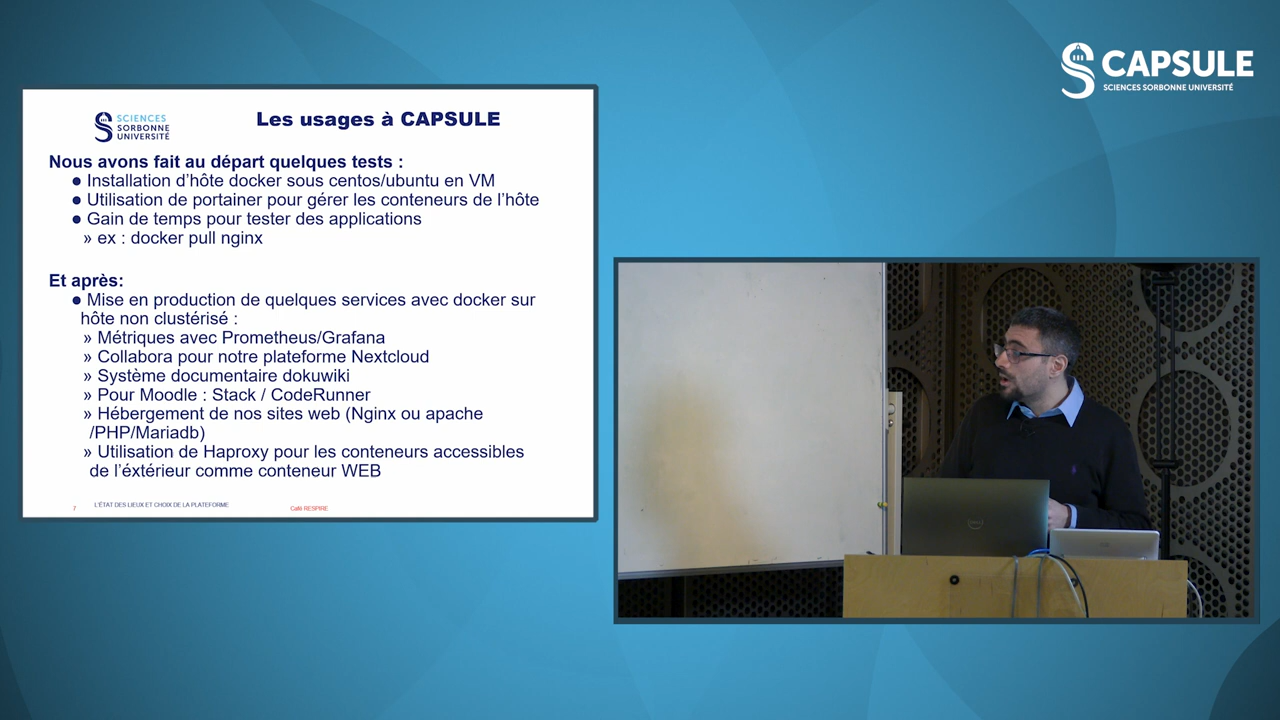 CAPSULE
SCIENCES SORBONNE UNIVERSITÉ
SCIENCES
SORBONNE
UNIVERSITÉ
Les usages à CAPSULE
Nous avons fait au départ quelques tests :
● Installation d'hôte docker sous centos/ubuntu en VM
● Utilisation de portainer pour gérer les conteneurs de l'hôte
● Gain de temps pour tester des applications
» ex : docker pull nginx
Et après:
● Mise en production de quelques services avec docker sur
hôte non clustérisé :
» Métriques avec Prometheus/Grafana
» Collabora pour notre plateforme Nextcloud
» Système documentaire dokuwiki
» Pour Moodle : Stack / CodeRunner
» Hébergement de nos sites web (Nginx ou apache
/PHP/Mariadb)
» Utilisation de Haproxy pour les conteneurs accessibles
de l'éxtérieur comme conteneur WEB
7
L'ÉTAT DES LIEUX ET CHOIX DE LA PLATEFORME
Café RESPIRE
DELL